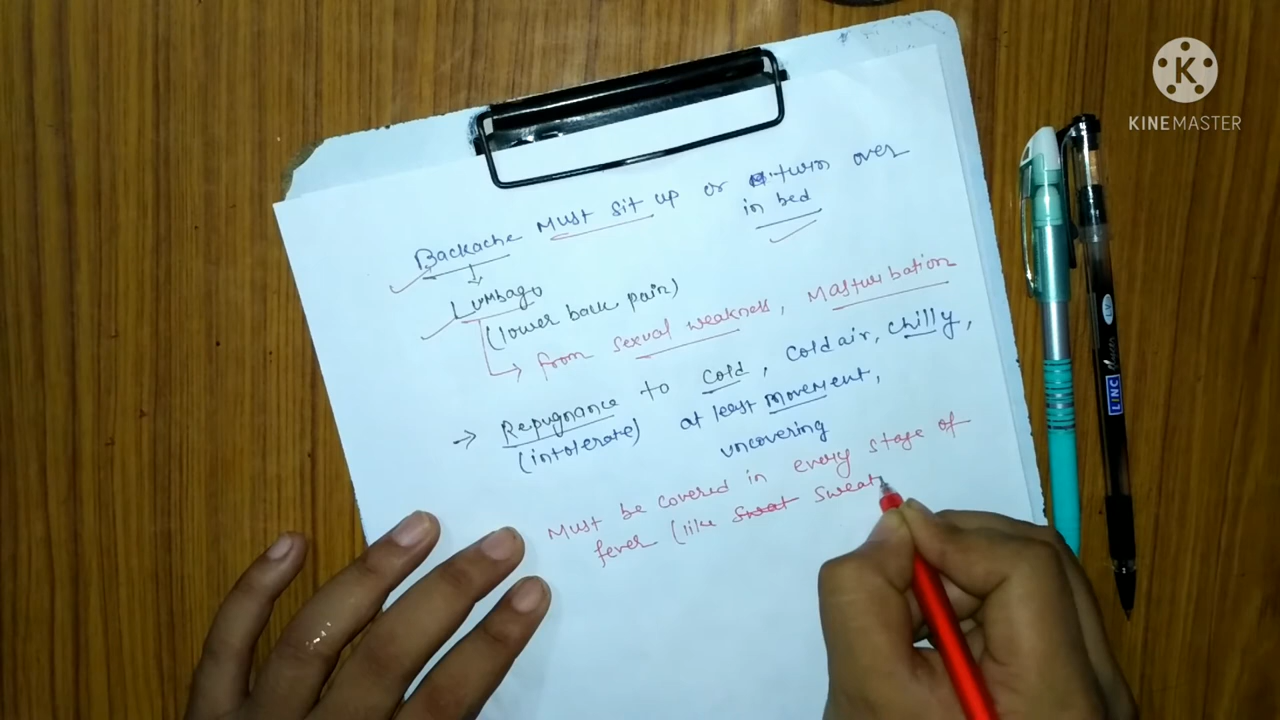 Backache Must sit up or turn over
in bed
Lumbago
(lower back pain)
→ from sexual weakness, Masturbation
→ Repugnance to cold, cold air, chilly,
(intolerate) at least movement,
uncovering
Must be covered in every stage of
fever (like Sweat Sweat
K
KINEMASTER
LINC